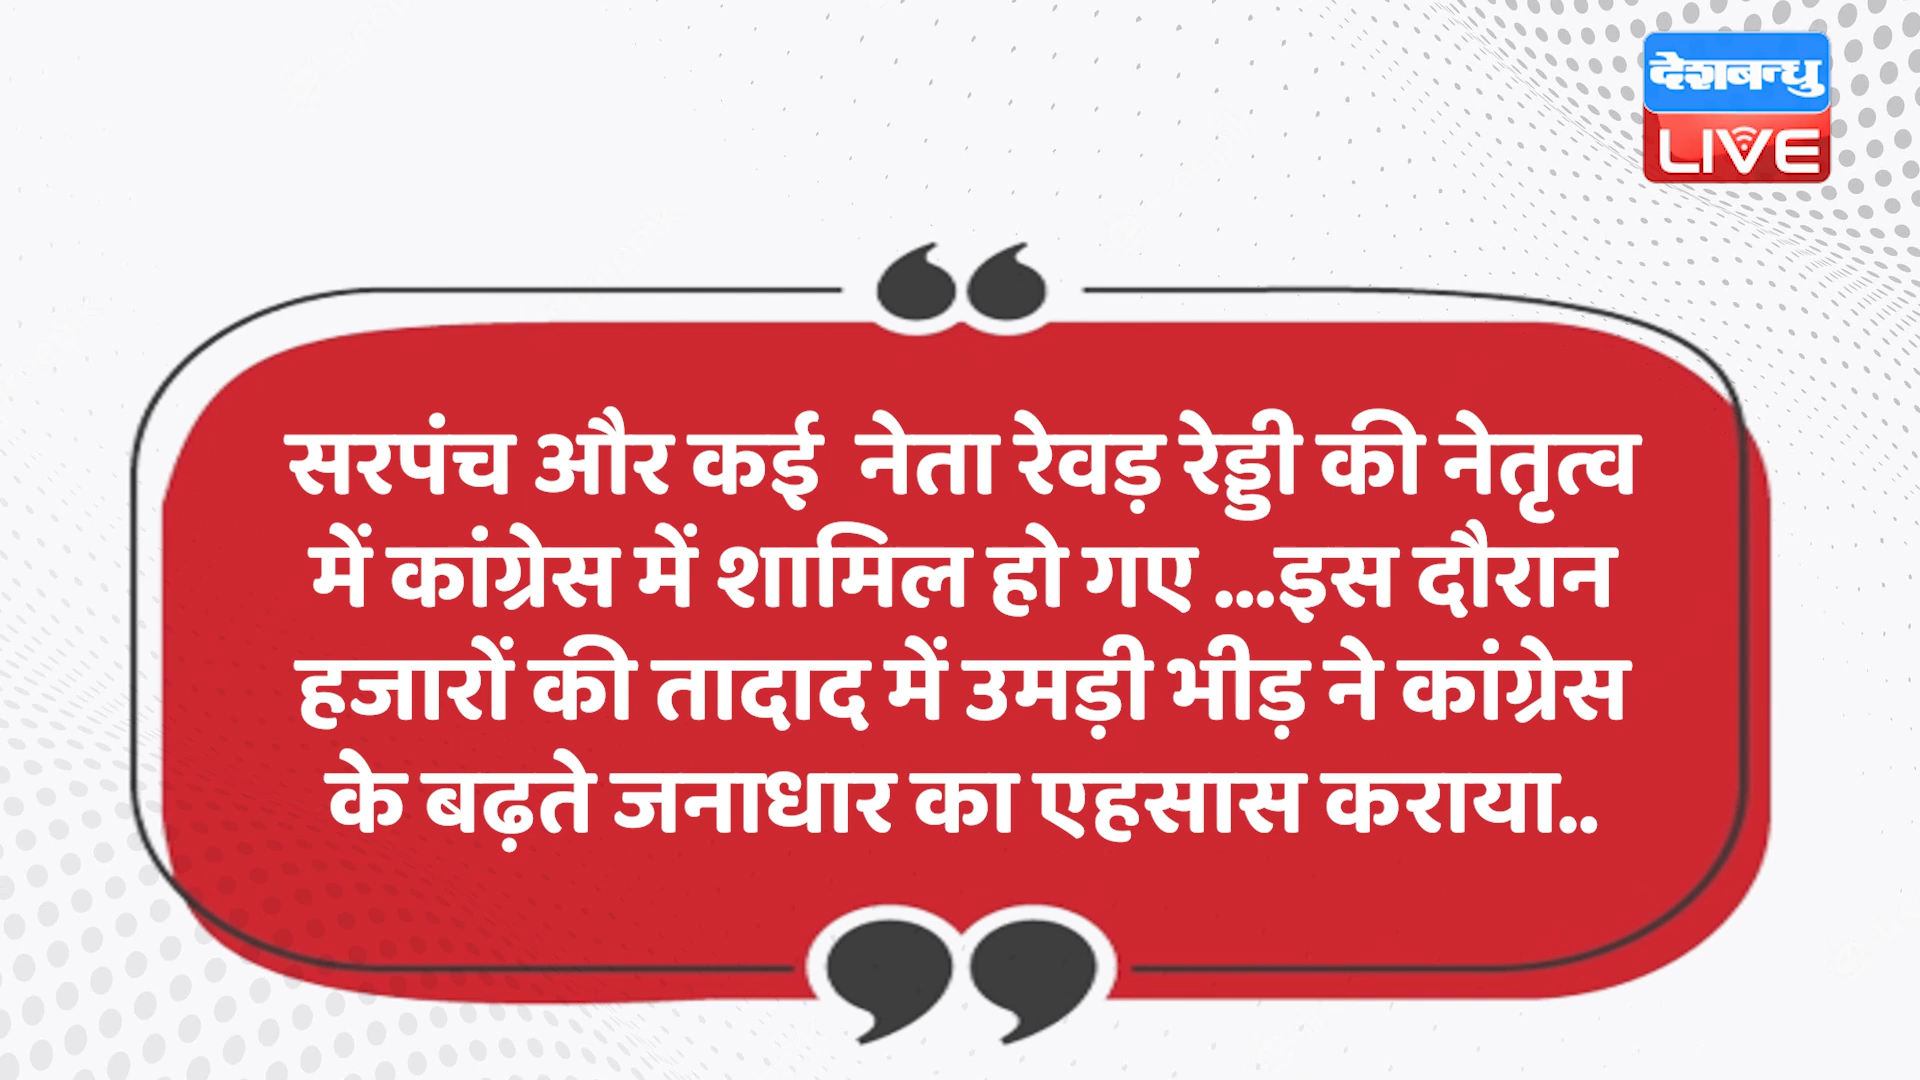 देशबन्धु
LIVE
सरपंच और कई नेता रेवड़ रेड्डी की नेतृत्व
में कांग्रेस में शामिल हो गए ...इस दौरान
हजारों की तादाद में उमड़ी भीड़ ने कांग्रेस
के बढ़ते जनाधार का एहसास कराया..